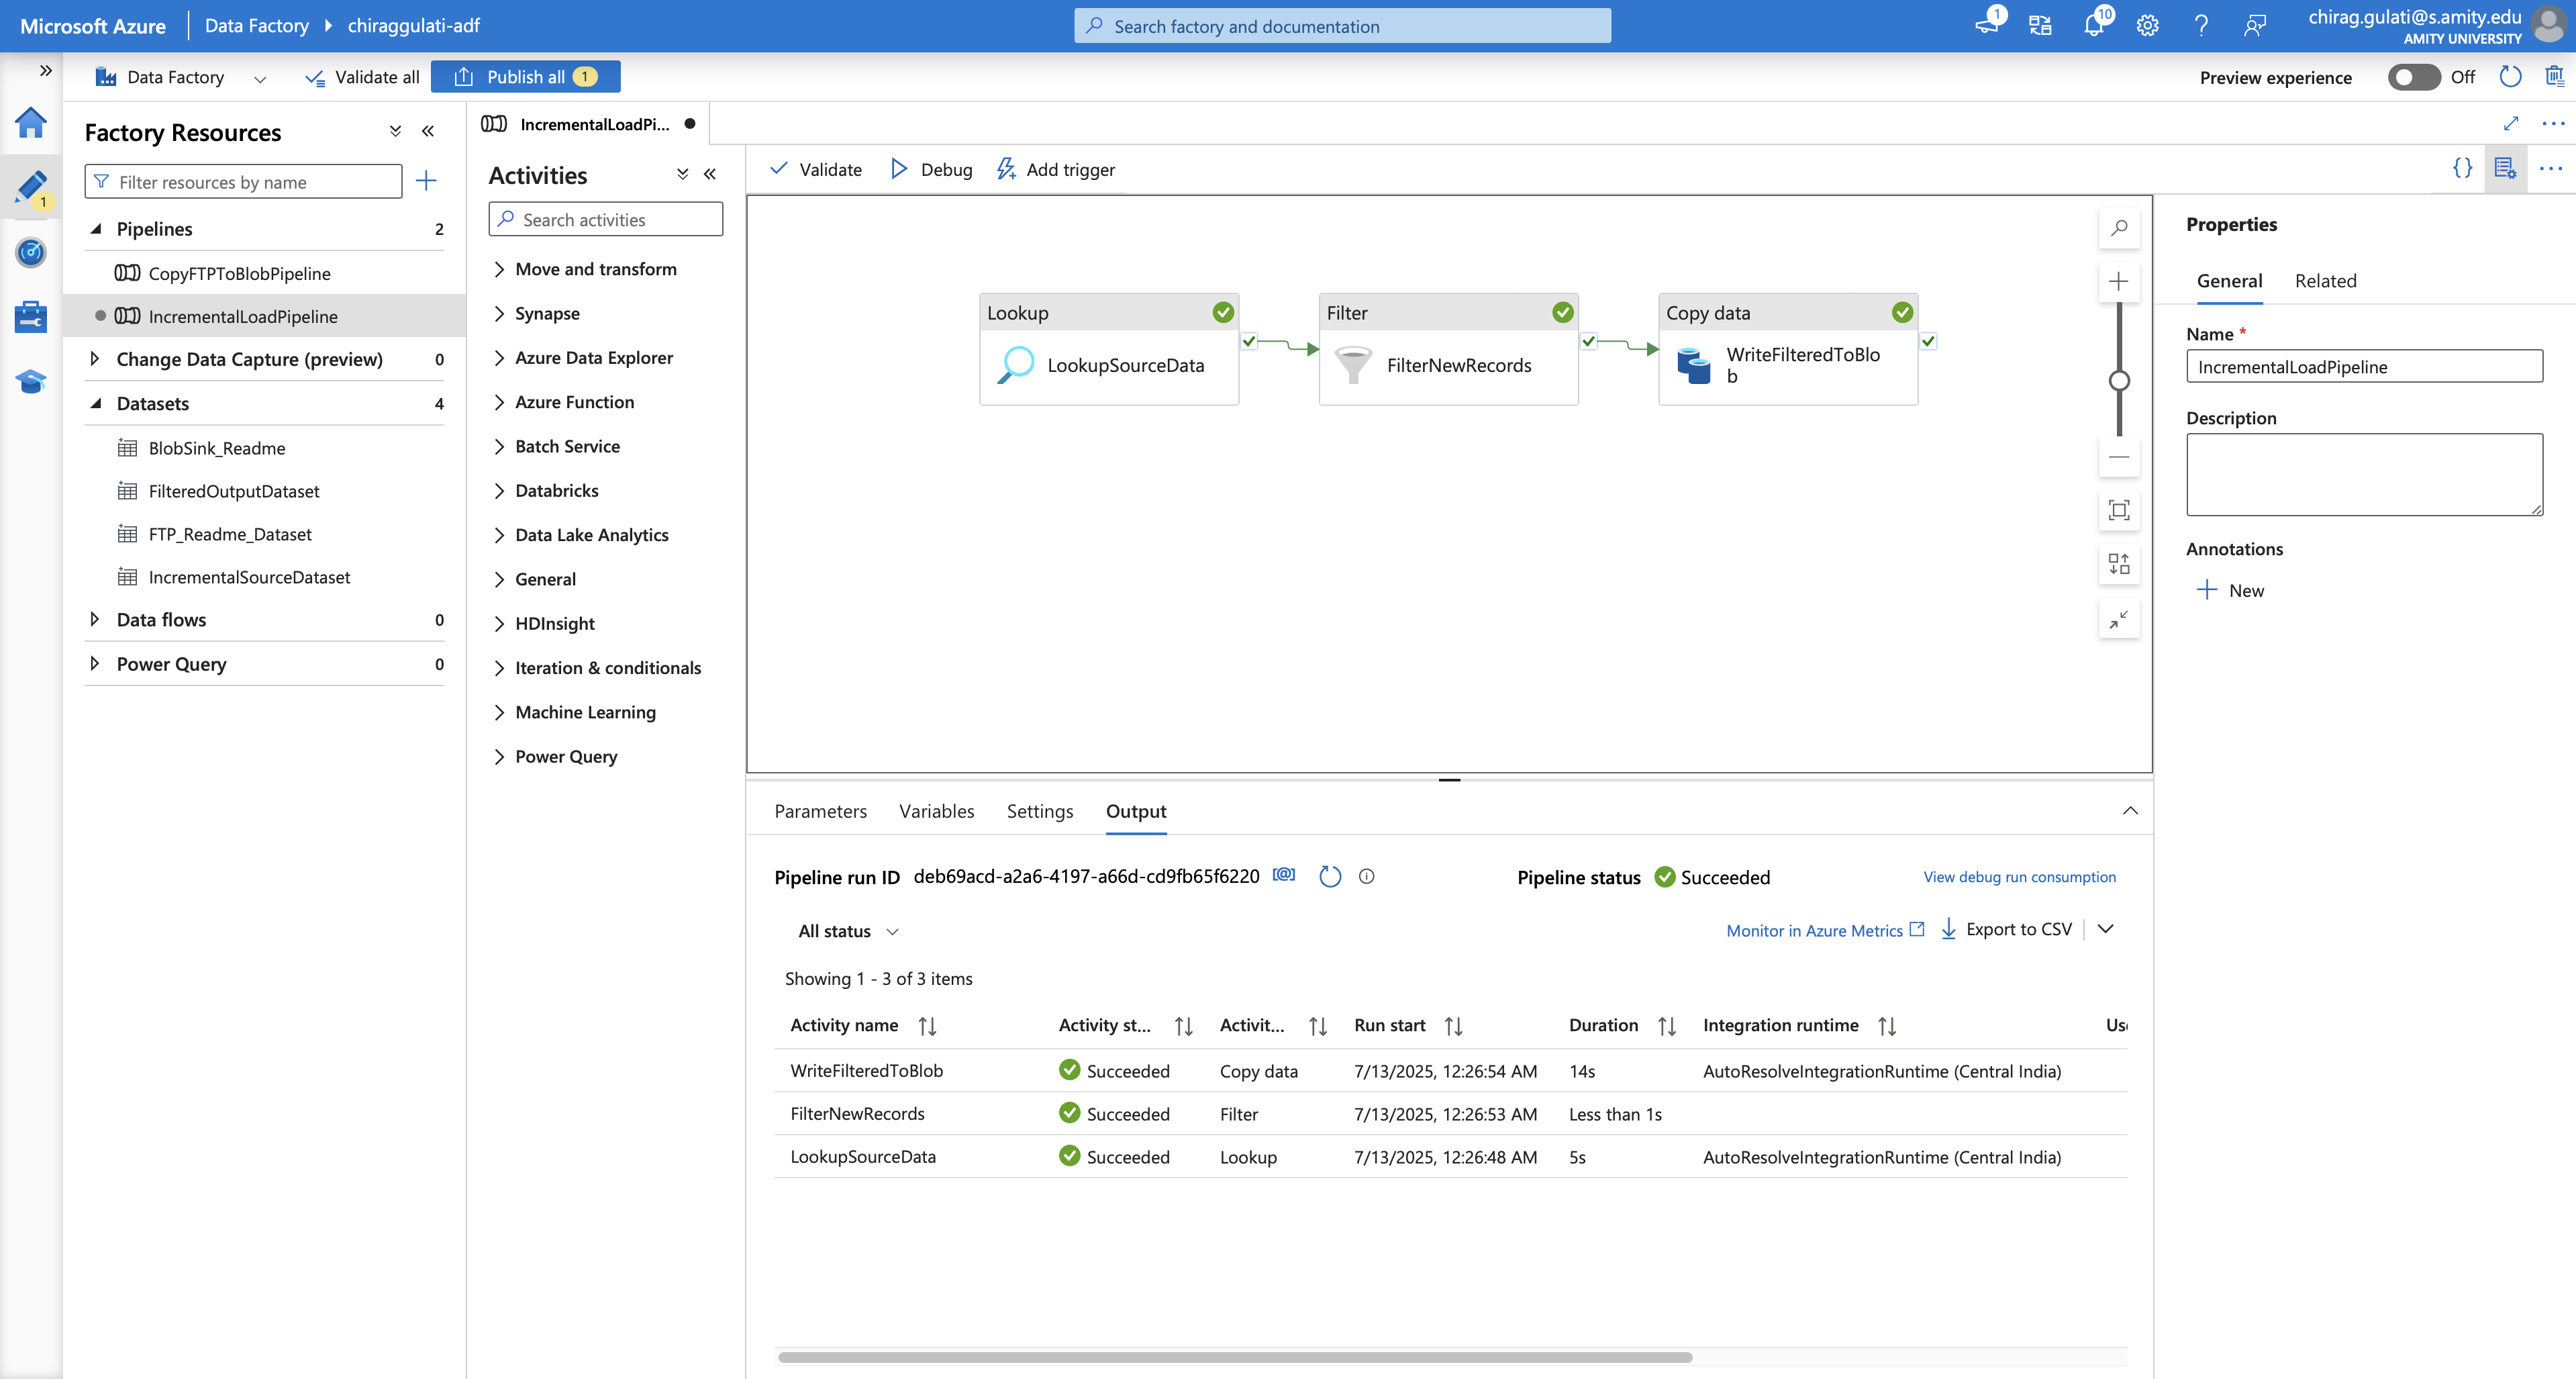 Microsoft Azure
Data Factory
chiraggulati-adf
Search factory and documentation
1
10
chirag.gulati@s.amity.edu
AMITY UNIVERSITY
Data Factory
Validate all
Publish all 1
Preview experience
Off
1
Factory Resources
Filter resources by name
Pipelines 2
CopyFTPToBlobPipeline
IncrementalLoadPipeline
Change Data Capture (preview) 0
Datasets 4
BlobSink_Readme
FilteredOutputDataset
FTP_Readme_Dataset
IncrementalSourceDataset
Data flows 0
Power Query 0
IncrementalLoadPi...
Activities
Search activities
Move and transform
Synapse
Azure Data Explorer
Azure Function
Batch Service
Databricks
Data Lake Analytics
General
HDInsight
Iteration & conditionals
Machine Learning
Power Query
Validate
Debug
Add trigger
Lookup
LookupSourceData
Filter
FilterNewRecords
Copy data
WriteFilteredToBlo
b
Properties
General
Related
Name *
IncrementalLoadPipeline
Description
Annotations
New
Parameters
Variables
Settings
Output
Pipeline run ID deb69acd-a2a6-4197-a66d-cd9fb65f6220
Pipeline status Succeeded
View debug run consumption
All status
Monitor in Azure Metrics
Export to CSV
Showing 1 - 3 of 3 items
Activity name Activity st... Activit... Run start Duration Integration runtime Us
WriteFilteredToBlob Succeeded Copy data 7/13/2025, 12:26:54 AM 14s AutoResolveIntegrationRuntime (Central India)
FilterNewRecords Succeeded Filter 7/13/2025, 12:26:53 AM Less than 1s
LookupSourceData Succeeded Lookup 7/13/2025, 12:26:48 AM 5s AutoResolveIntegrationRuntime (Central India)